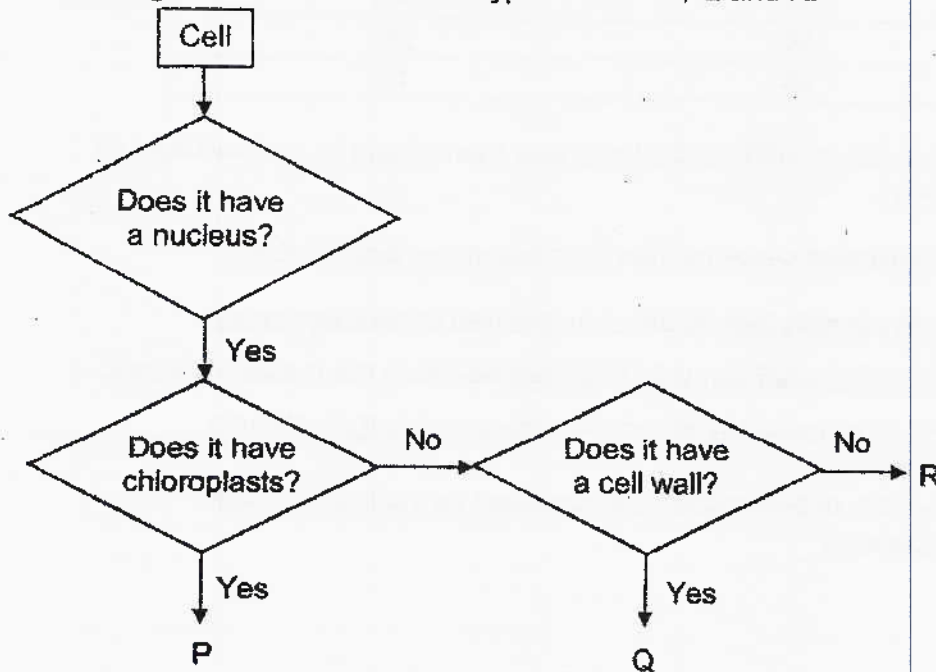 Cell
Does it have
a nucleus?
Yes
Does it have
chloroplasts?
No
Does it have
a cell wall?
No
R
Yes
P
Yes
Q